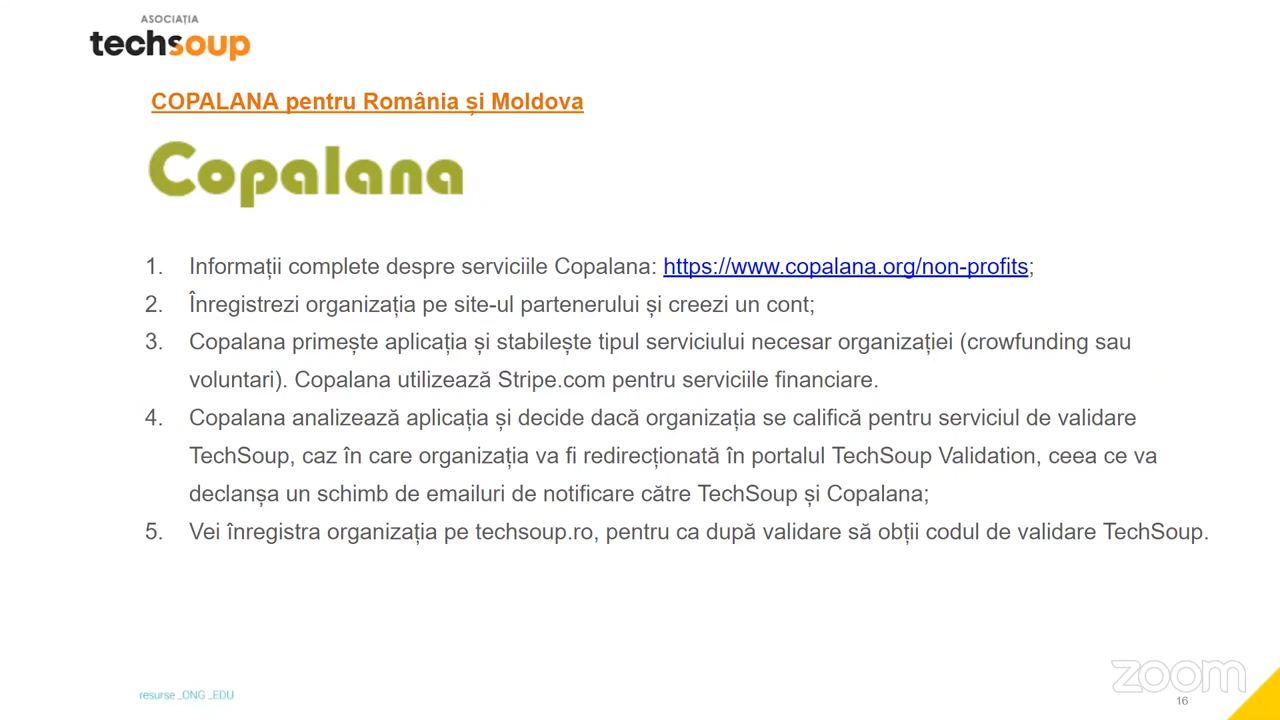 ASOCIAȚIA
techsoup
COPALANA pentru România și Moldova
Copalana
1. Informații complete despre serviciile Copalana: https://www.copalana.org/non-profits;
2. Înregistrezi organizația pe site-ul partenerului și creezi un cont;
3. Copalana primește aplicația și stabilește tipul serviciului necesar organizației (crowfunding sau
voluntari). Copalana utilizează Stripe.com pentru serviciile financiare.
4. Copalana analizează aplicația și decide dacă organizația se califică pentru serviciul de validare
TechSoup, caz în care organizația va fi redirecționată în portalul TechSoup Validation, ceea ce va
declanșa un schimb de emailuri de notificare către TechSoup și Copalana;
5. Vei înregistra organizația pe techsoup.ro, pentru ca după validare să obții codul de validare TechSoup.
resurse_ONG_EDU
zoom
16